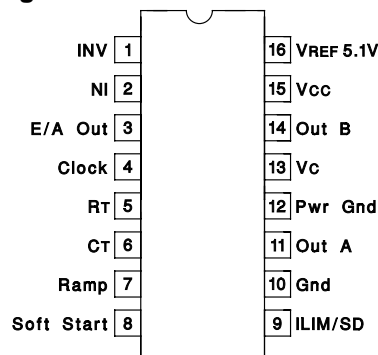 INV 1 16 VREF 5.1V
NI 2 15 VCC
E/A Out 3 14 Out B
Clock 4 13 VC
RT 5 12 Pwr Gnd
CT 6 11 Out A
Ramp 7 10 Gnd
Soft Start 8 9 ILIM/SD